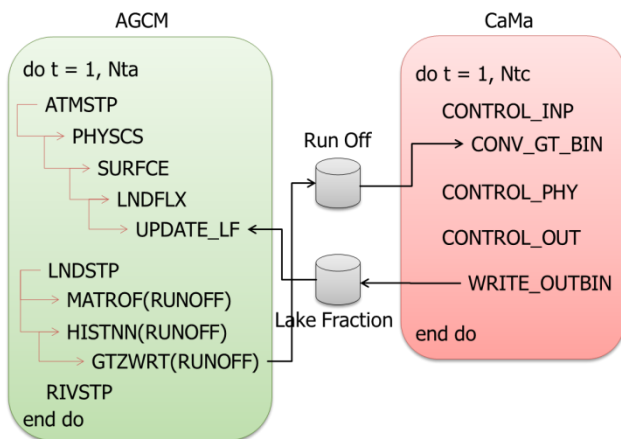 AGCM
do t = 1, Nta
ATMSTP
PHYSCS
SURFCE
LNDFLX
UPDATE_LF
LNDSTP
MATROF(RUNOFF)
HISTNN(RUNOFF)
GTZWRT(RUNOFF)
RIVSTP
end do
Run Off
Lake Fraction
CaMa
do t = 1, Ntc
CONTROL_INP
CONV_GT_BIN
CONTROL_PHY
CONTROL_OUT
WRITE_OUTBIN
end do